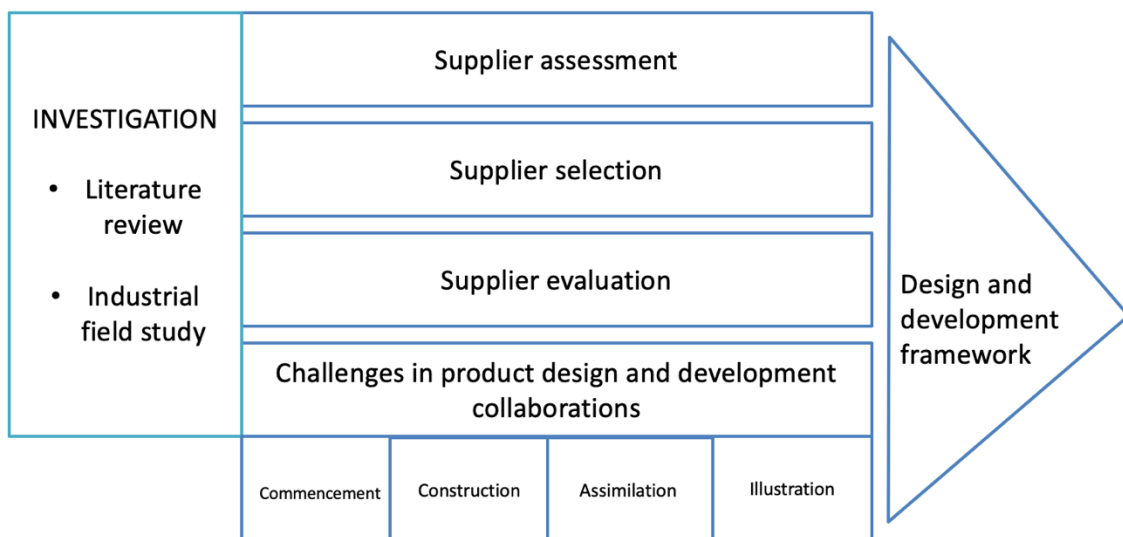 INVESTIGATION
• Literature
review
• Industrial
field study
Supplier assessment
Supplier selection
Supplier evaluation
Challenges in product design and development
collaborations
Commencement
Construction
Assimilation
Illustration
Design and
development
framework